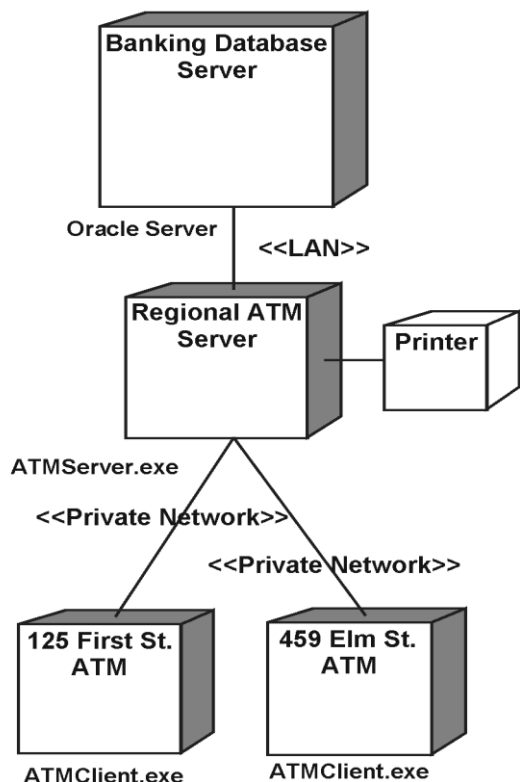 Banking Database
Server
Oracle Server
<<LAN>>
Regional ATM
Server
Printer
ATMServer.exe
<<Private Network>>
<<Private Network>>
125 First St.
ATM
459 Elm St.
ATM
ATMClient.exe
ATMClient.exe